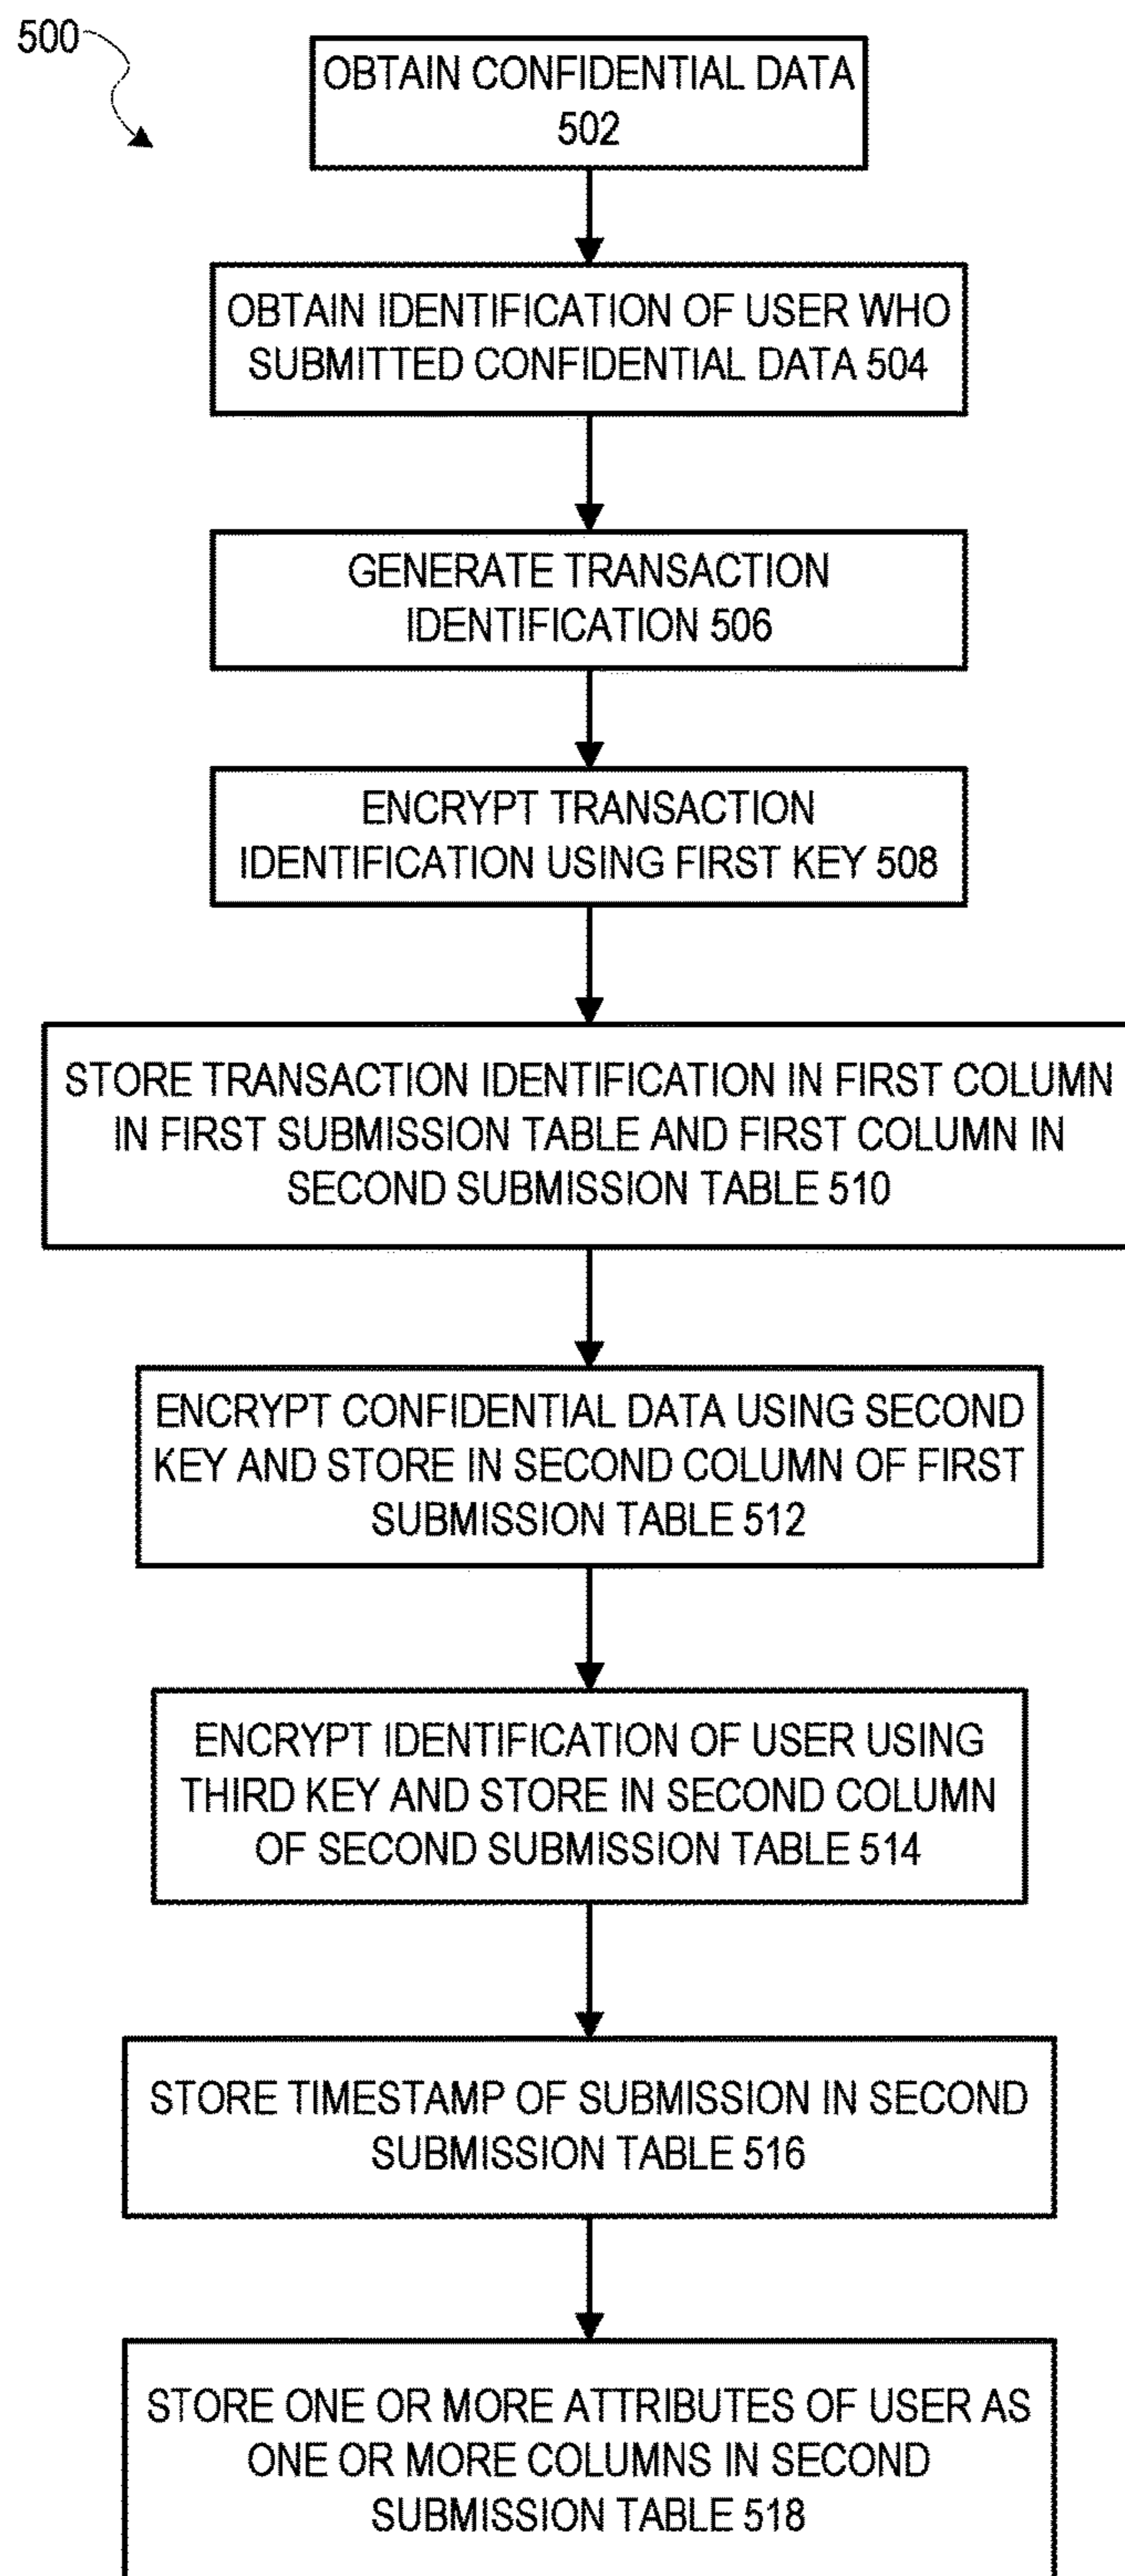 500
OBTAIN CONFIDENTIAL DATA
502
OBTAIN IDENTIFICATION OF USER WHO
SUBMITTED CONFIDENTIAL DATA 504
GENERATE TRANSACTION
IDENTIFICATION 506
ENCRYPT TRANSACTION
IDENTIFICATION USING FIRST KEY 508
STORE TRANSACTION IDENTIFICATION IN FIRST COLUMN
IN FIRST SUBMISSION TABLE AND FIRST COLUMN IN
SECOND SUBMISSION TABLE 510
ENCRYPT CONFIDENTIAL DATA USING SECOND
KEY AND STORE IN SECOND COLUMN OF FIRST
SUBMISSION TABLE 512
ENCRYPT IDENTIFICATION OF USER USING
THIRD KEY AND STORE IN SECOND COLUMN
OF SECOND SUBMISSION TABLE 514
STORE TIMESTAMP OF SUBMISSION IN SECOND
SUBMISSION TABLE 516
STORE ONE OR MORE ATTRIBUTES OF USER AS
ONE OR MORE COLUMNS IN SECOND
SUBMISSION TABLE 518